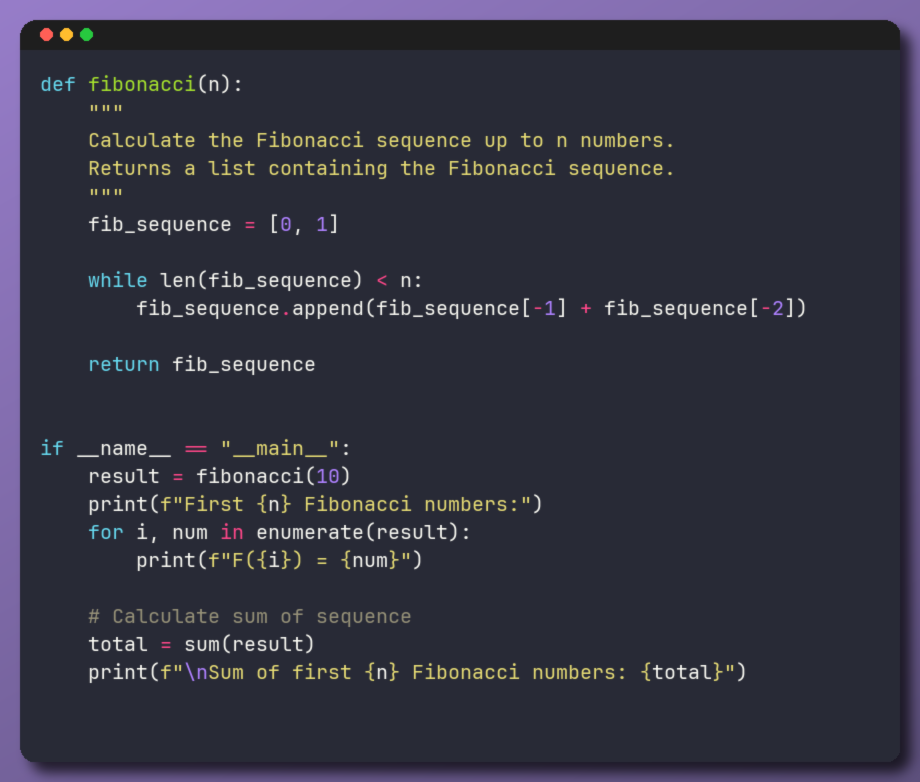 def fibonacci(n):
    """
    Calculate the Fibonacci sequence up to n numbers.
    Returns a list containing the Fibonacci sequence.
    """
    fib_sequence = [0, 1]

    while len(fib_sequence) < n:
        fib_sequence.append(fib_sequence[-1] + fib_sequence[-2])

    return fib_sequence


if __name__ == "__main__":
    result = fibonacci(10)
    print(f"First {n} Fibonacci numbers:")
    for i, num in enumerate(result):
        print(f"F({i}) = {num}")

    # Calculate sum of sequence
    total = sum(result)
    print(f"\nSum of first {n} Fibonacci numbers: {total}")